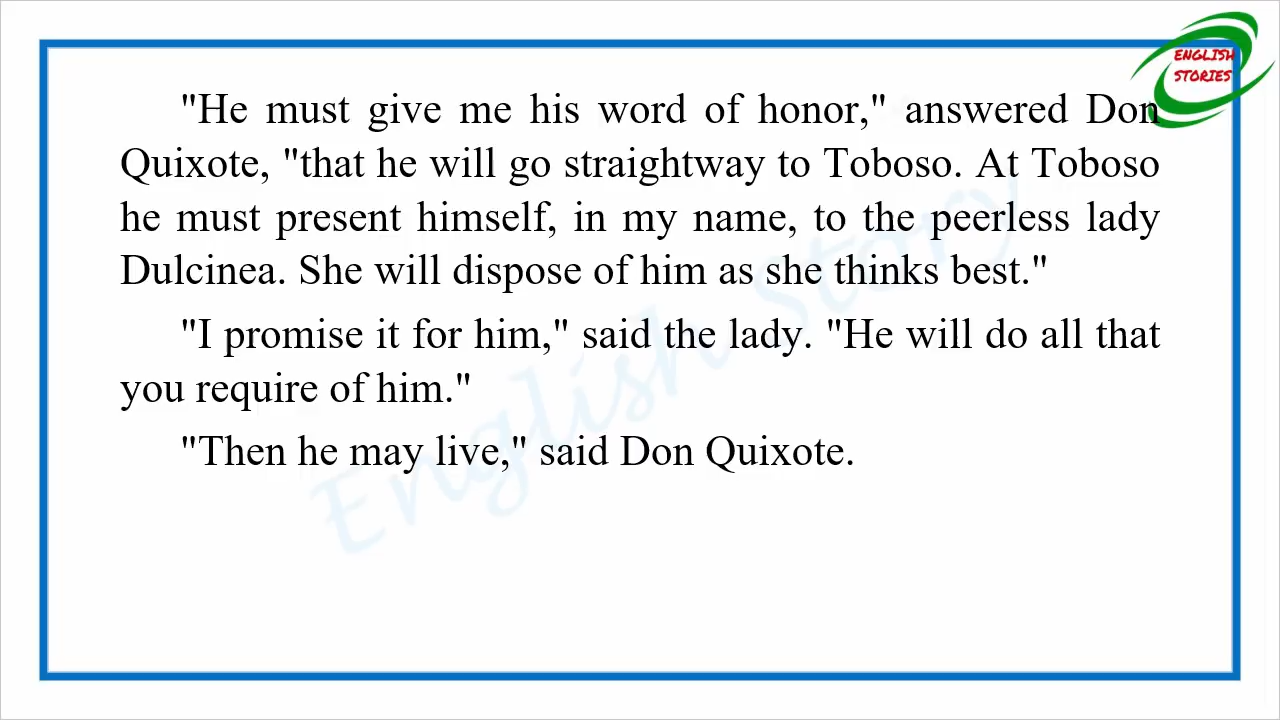 ENGLISH
STORIES
"He must give me his word of honor," answered Don
Quixote, "that he will go straightway to Toboso. At Toboso
he must present himself, in my name, to the peerless lady
Dulcinea. She will dispose of him as she thinks best."
"I promise it for him," said the lady. "He will do all that
you require of him."
"Then he may live," said Don Quixote.
English Story